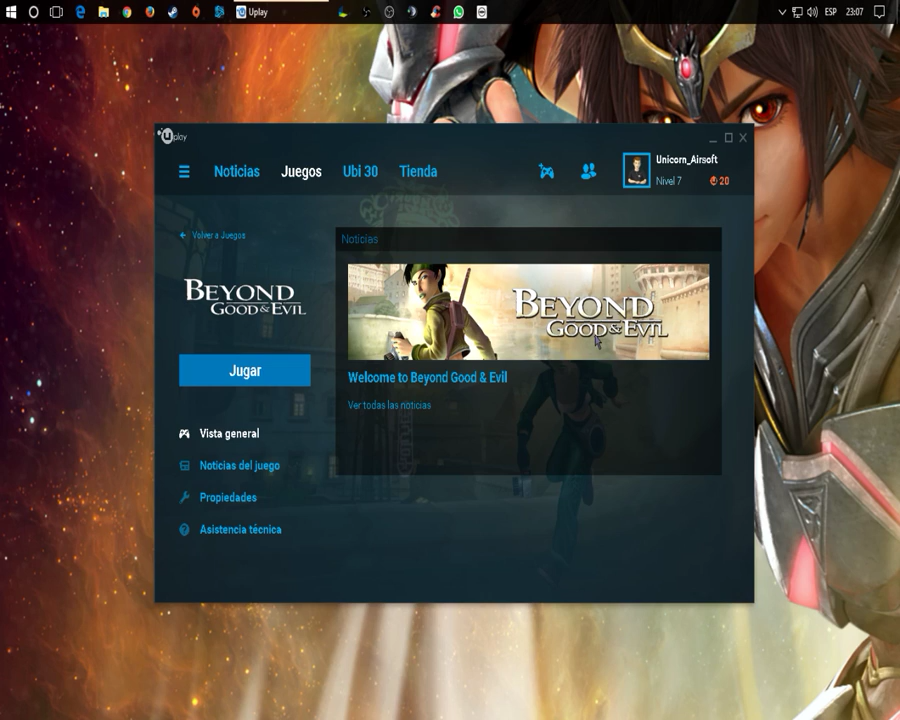 Uplay
ESP
23:07
Uplay
Noticias
Juegos
Ubi 30
Tienda
Unicorn_Airsoft
Nivel 7
20
Volver a Juegos
Noticias
BEYOND
GOOD & EVIL
BEYOND
GOOD & EVIL
Jugar
Welcome to Beyond Good & Evil
Ver todas las noticias
Vista general
Noticias del juego
Propiedades
Asistencia técnica